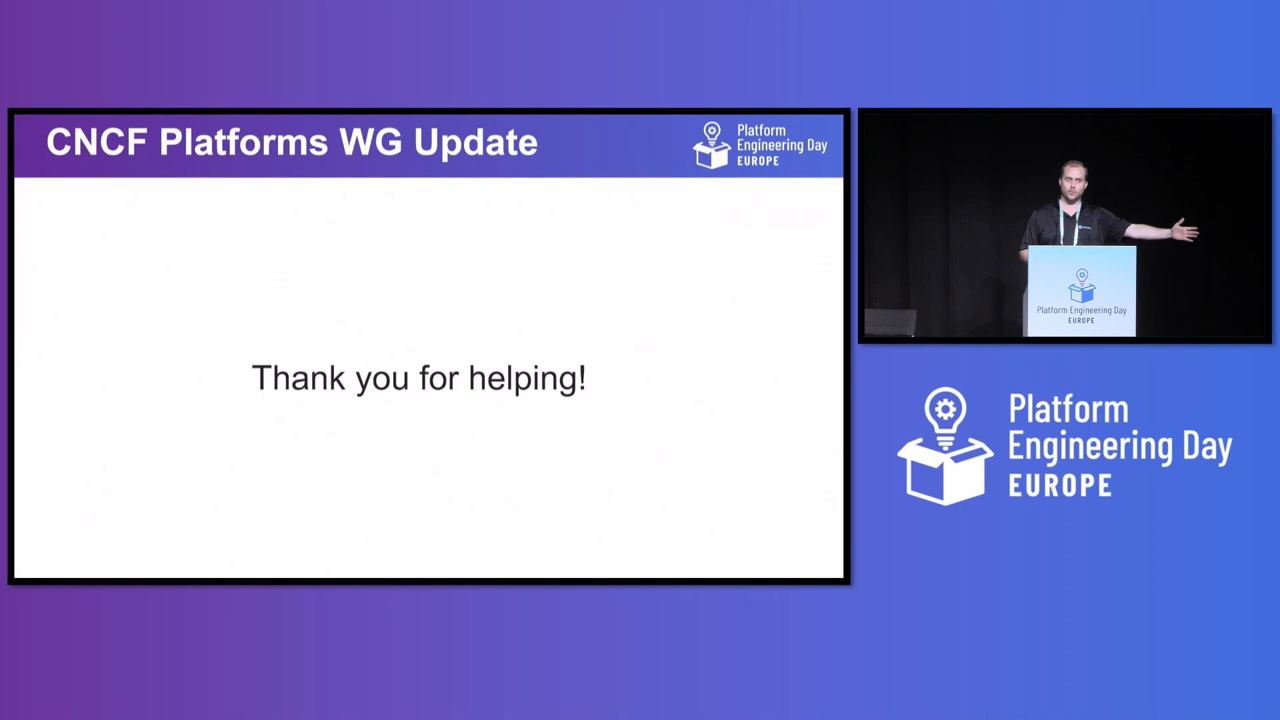 CNCF Platforms WG Update
Platform
Engineering Day
EUROPE
Thank you for helping!
Platform Engineering Day
EUROPE
Platform
Engineering Day
EUROPE